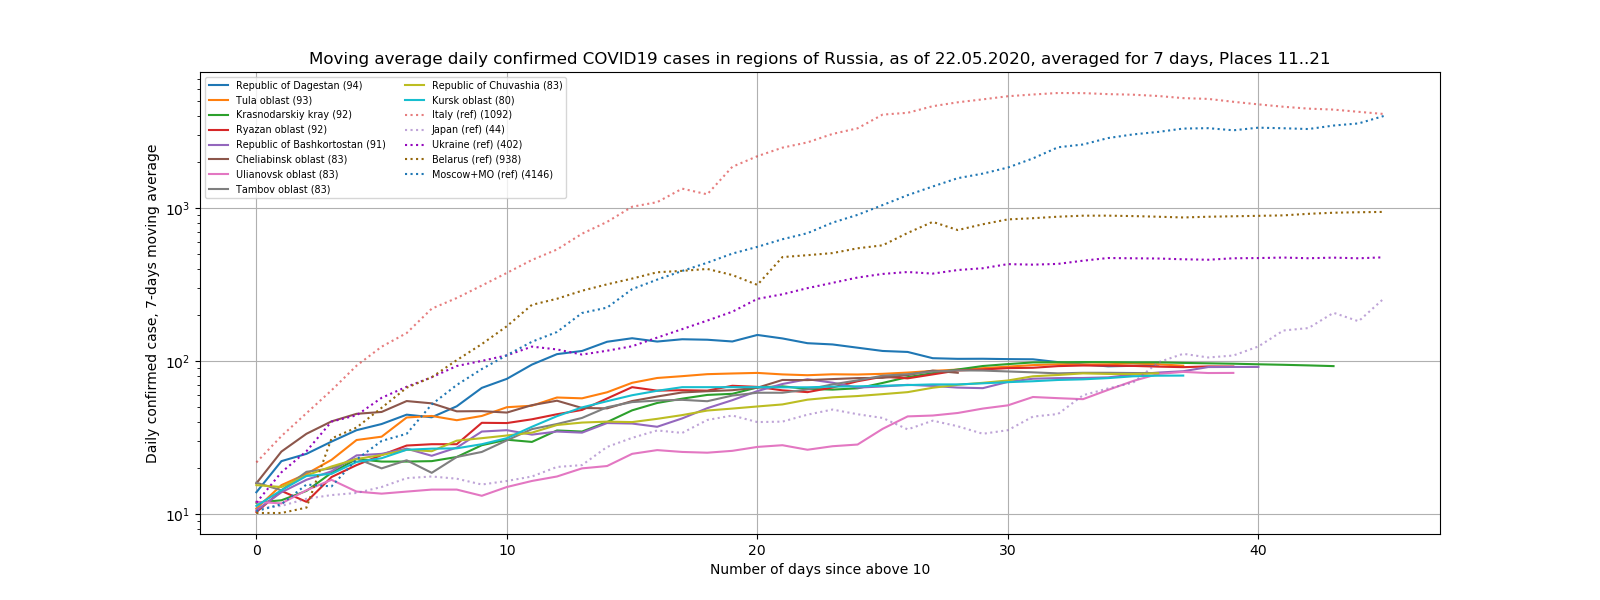 Moving average daily confirmed COVID19 cases in regions of Russia, as of 22.05.2020, averaged for 7 days, Places 11..21
Republic of Dagestan (94)
Tula oblast (93)
Krasnodarskiy kray (92)
Ryazan oblast (92)
Republic of Bashkortostan (91)
Cheliabinsk oblast (83)
Ulianovsk oblast (83)
Tambov oblast (83)
Republic of Chuvashia (83)
Kursk oblast (80)
Italy (ref) (1092)
Japan (ref) (44)
Ukraine (ref) (402)
Belarus (ref) (938)
Moscow+MO (ref) (4146)
Daily confirmed case, 7-days moving average
10³
10²
10¹
0 10 20 30 40
Number of days since above 10